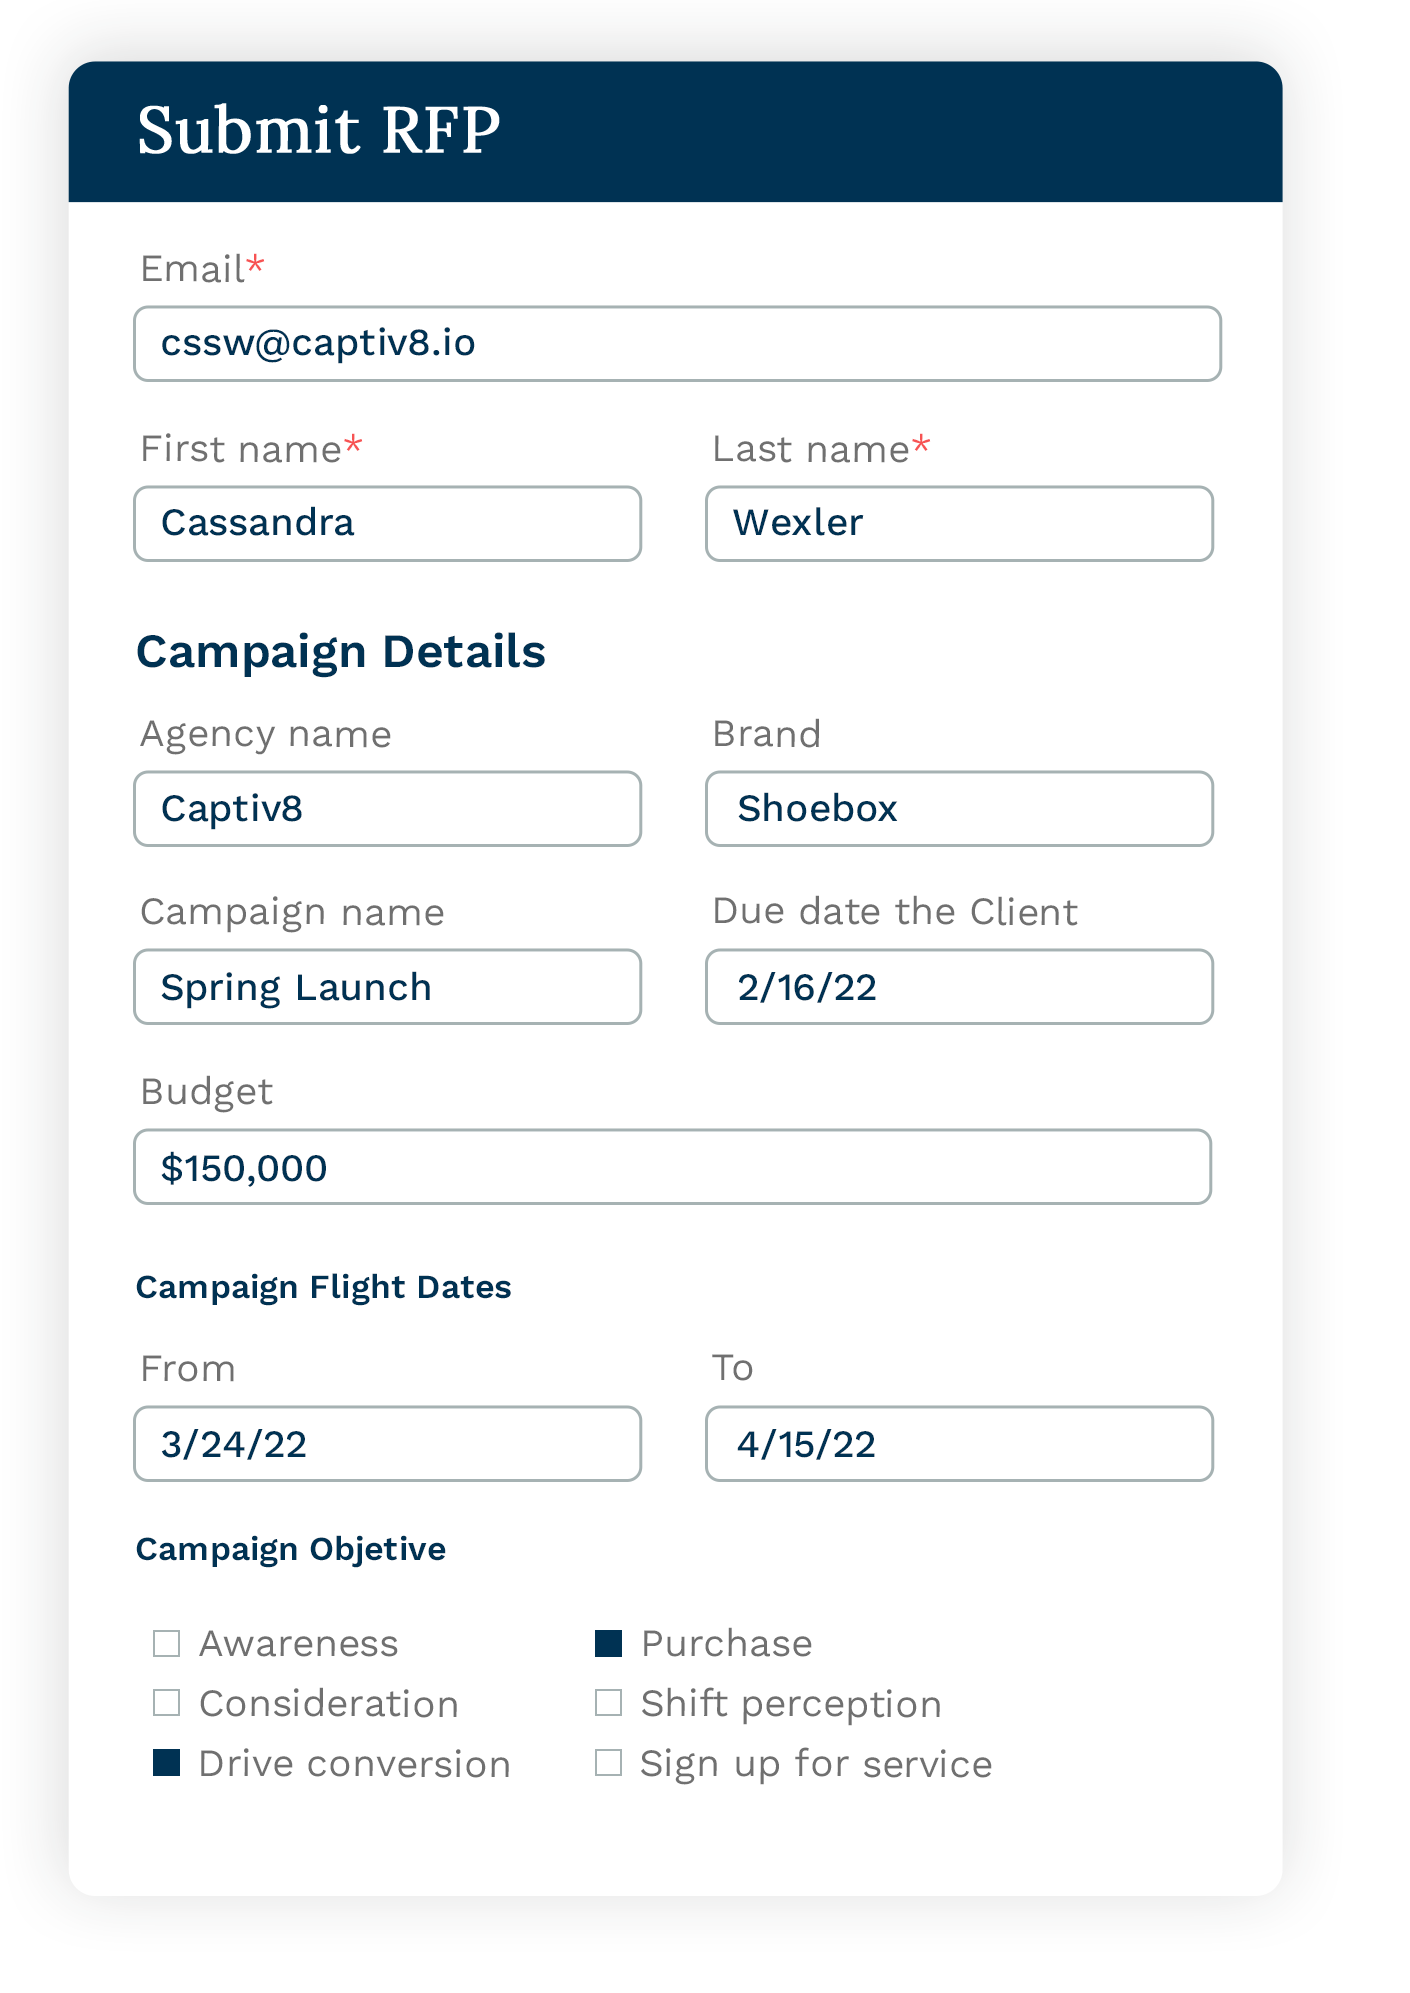 Submit RFP
Email*
cssw@captiv8.io
First name* Last name*
Cassandra Wexler
Campaign Details
Agency name Brand
Captiv8 Shoebox
Campaign name Due date the Client
Spring Launch 2/16/22
Budget
$150,000
Campaign Flight Dates
From To
3/24/22 4/15/22
Campaign Objetive
Awareness Purchase
Consideration Shift perception
Drive conversion Sign up for service